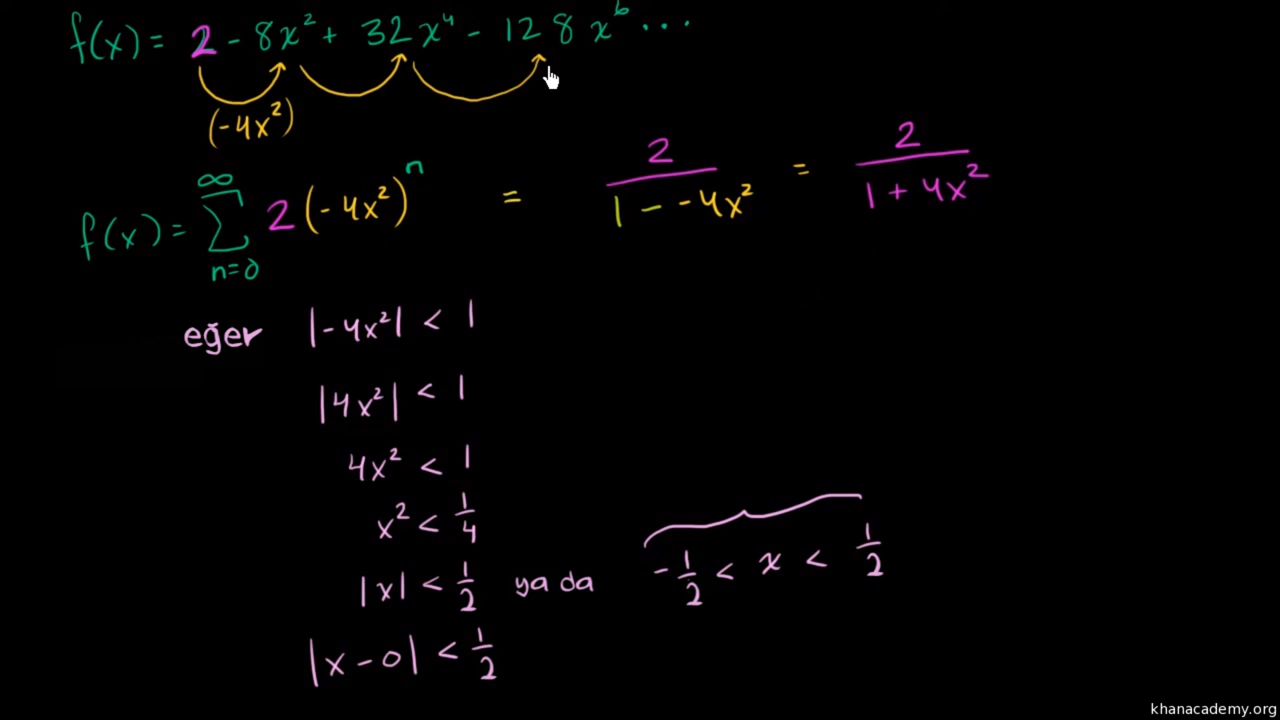 f(x) = 2 - 8x² + 32x⁴ - 128x⁶ ...
(-4x²)
f(x) = ∑_{n=0}^{∞} 2(-4x²)ⁿ = 2/(1 - -4x²) = 2/(1 + 4x²)
eğer |-4x²| < 1
|4x²| < 1
4x² < 1
x² < 1/4
|x| < 1/2 ya da -1/2 < x < 1/2
|x - 0| < 1/2
khanacademy.org